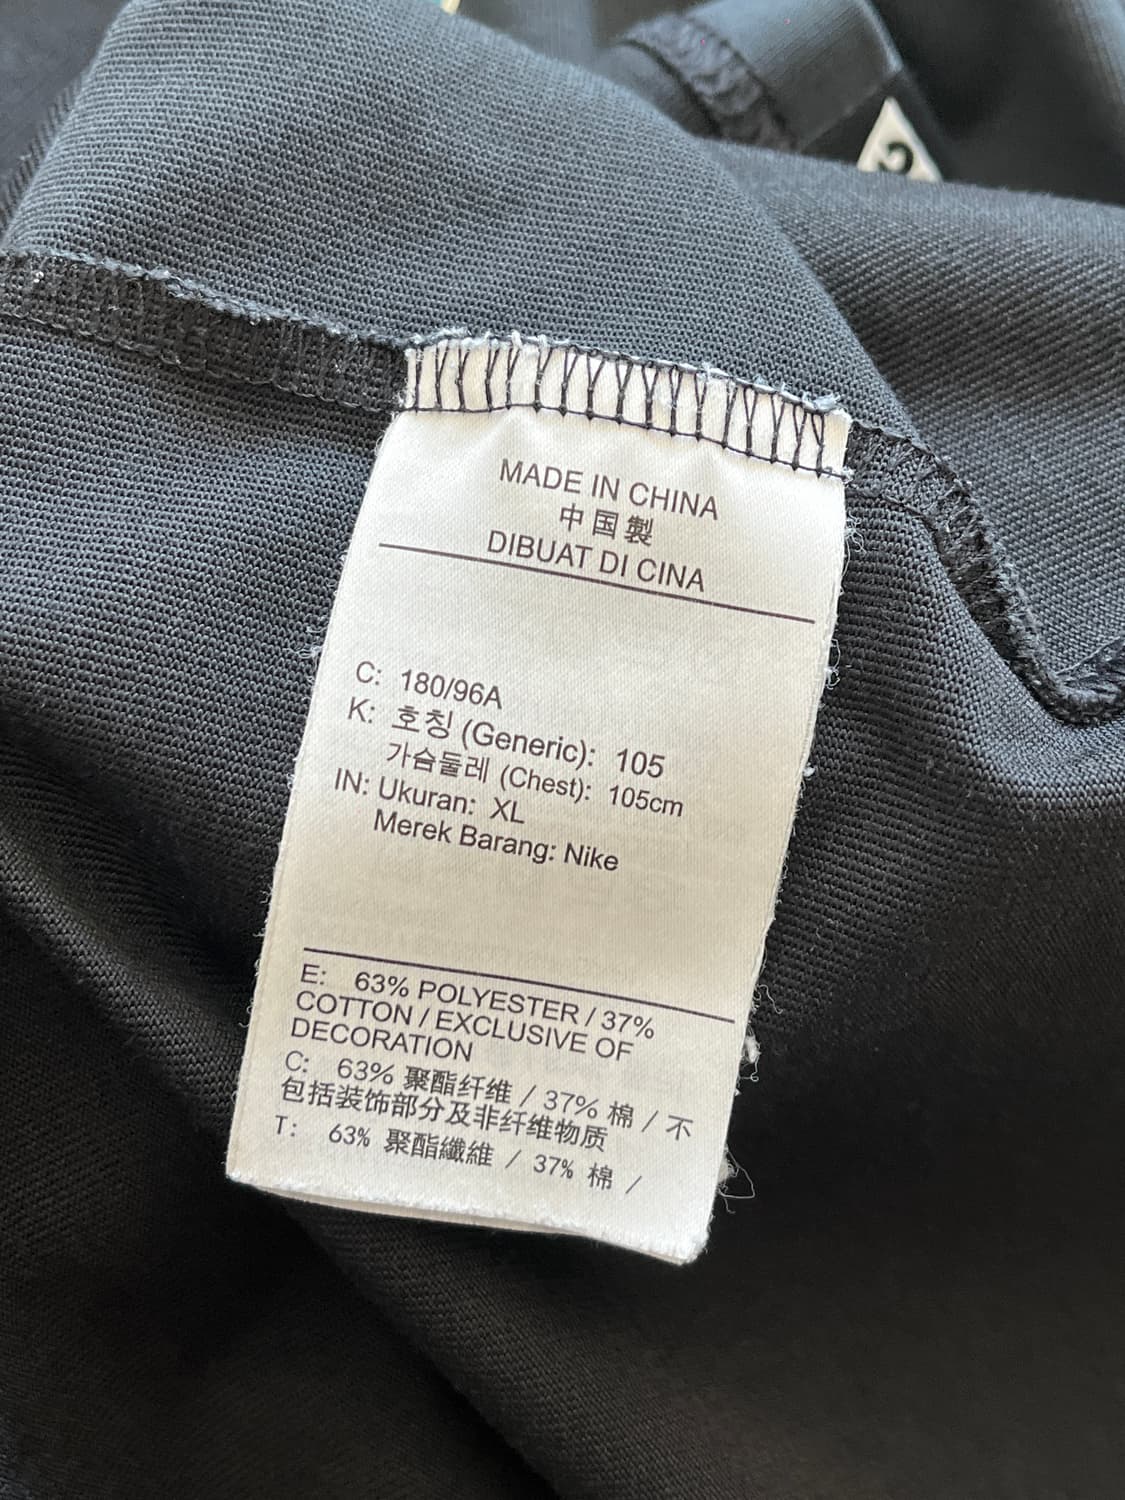 MADE IN CHINA
中国製
DIBUAT DI CINA
C: 180/96A
K: 호칭 (Generic): 105
가슴둘레 (Chest): 105cm
IN: Ukuran: XL
Merek Barang: Nike
E: 63% POLYESTER / 37%
COTTON / EXCLUSIVE OF
DECORATION
C: 63% 聚酯纤维 / 37% 棉 / 不
包括装饰部分及非纤维物质
T: 63% 聚酯纖維 / 37% 棉 /